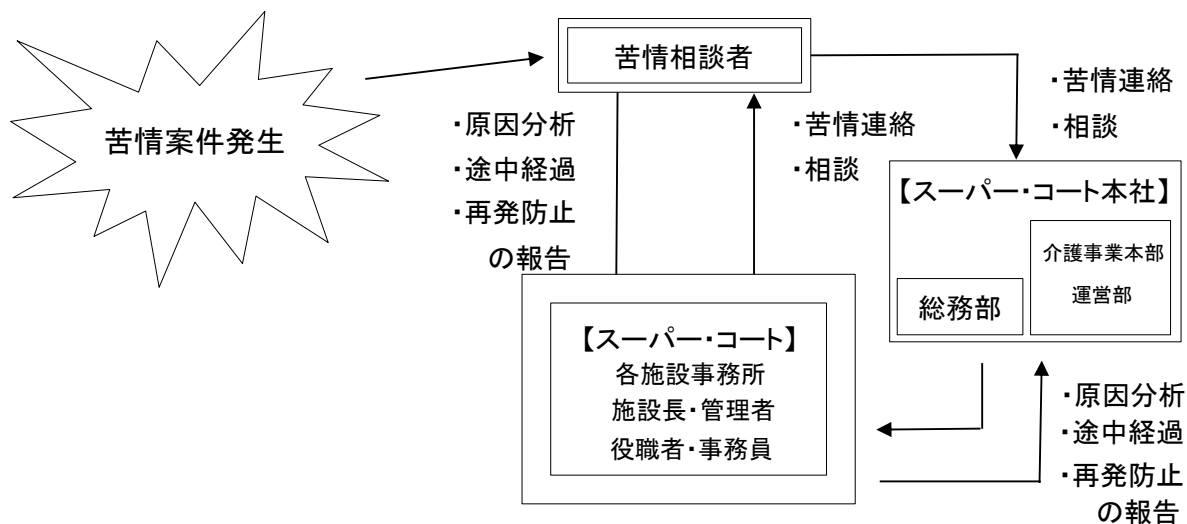 苦情案件発生
苦情相談者
・原因分析
・途中経過
・再発防止
の報告
・苦情連絡
・相談
・苦情連絡
・相談
【スーパー・コート本社】
総務部
介護事業本部
運営部
【スーパー・コート】
各施設事務所
施設長・管理者
役職者・事務員
・原因分析
・途中経過
・再発防止
の報告